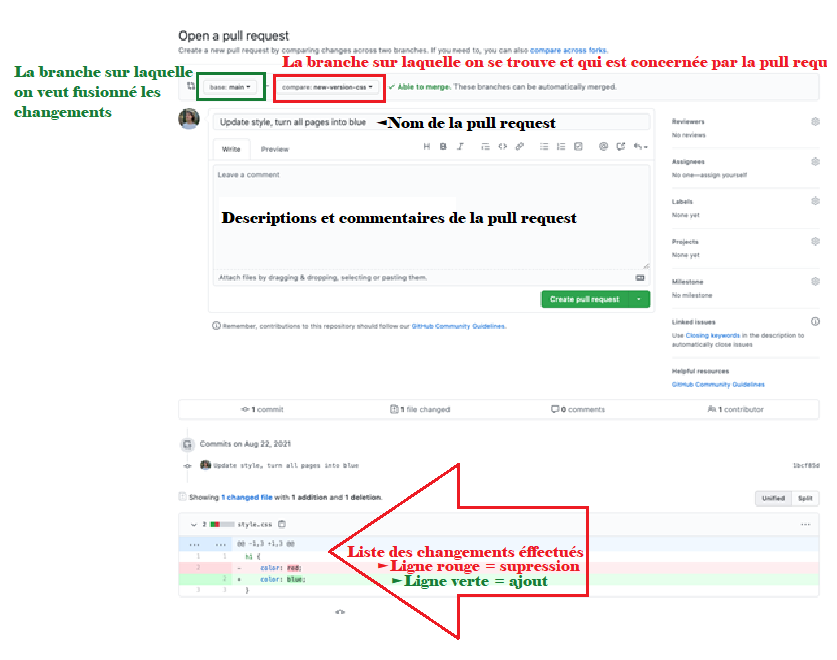 Open a pull request
Create a new pull request by comparing changes across two branches. If you need to, you can also compare across forks.
La branche sur laquelle on se trouve et qui est concernée par la pull requ
La branche sur laquelle
on veut fusionné les
changements
base: main
compare: new-version-css
✓ Able to merge. These branches can be automatically merged.
Update style, turn all pages into blue
Nom de la pull request
Write Preview
H B I
Leave a comment
Descriptions et commentaires de la pull request
Attach files by dragging & dropping, selecting or pasting them.
Create pull request
Remember, contributions to this repository should follow our GitHub Community Guidelines.
Reviewers
No reviews
Assignees
No one—assign yourself
Labels
None yet
Projects
None yet
Milestone
No milestone
Linked issues
Use Closing keywords in the description to
automatically close issues
Helpful resources
GitHub Community Guidelines
1 commit
1 file changed
0 comments
1 contributor
Commits on Aug 22, 2021
Update style, turn all pages into blue
1bcf85d
Showing 1 changed file with 1 addition and 1 deletion.
Unified Split
2 style.css
... ... @@ -1,3 +1,3 @@
1 1 h1 {
2 - color: red;
2 + color: blue;
3 3 }
Liste des changements éffectués
►Ligne rouge = supression
►Ligne verte = ajout